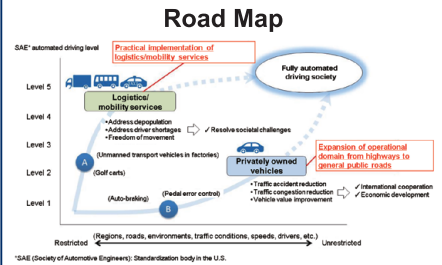 Road Map
SAE* automated driving level
Practical implementation of
logistics/mobility services
Fully automated
driving society
Level 5
Level 4
Level 3
Level 2
Level 1
Logistics/
mobility services
•Address depopulation
•Address driver shortages
•Freedom of movement
✓ Resolve societal challenges
A
(Unmanned transport vehicles in factories)
(Golf carts)
Privately owned
vehicles
Expansion of operational
domain from highways to
general public roads
•Traffic accident reduction
•Traffic congestion reduction
•Vehicle value improvement
✓ International cooperation
✓ Economic development
(Auto-braking)
(Pedal error control)
B
Restricted
(Regions, roads, environments, traffic conditions, speeds, drivers, etc.)
Unrestricted
*SAE (Society of Automotive Engineers): Standardization body in the U.S.